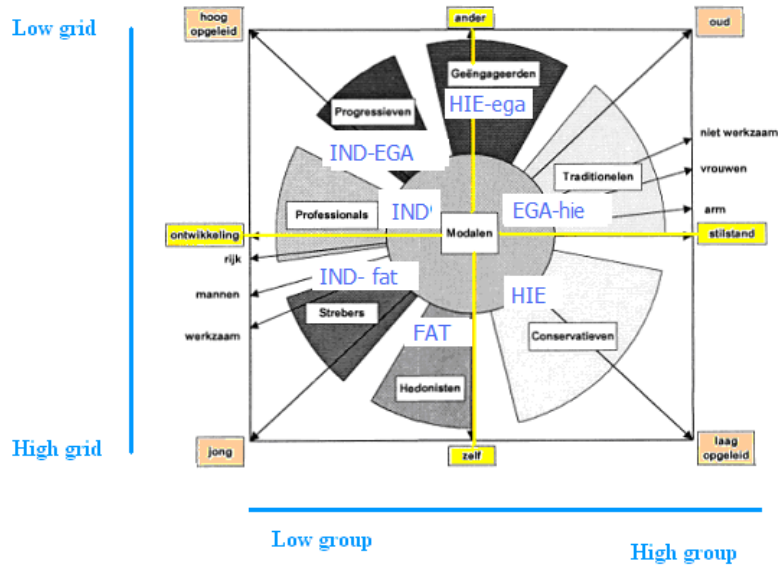 Low grid
hoog
opgeleid
ander
oud
Geëngageerden
HIE-ega
Progressieven
IND-EGA
niet werkzaam
vrouwen
Traditionelen
Professionals
IND
EGA-hie
arm
ontwikkeling
Modalen
stilstand
rijk
IND- fat
HIE
mannen
Strebers
werkzaam
FAT
Conservatieven
Hedonisten
High grid
jong
zelf
laag
opgeleid
Low group
High group